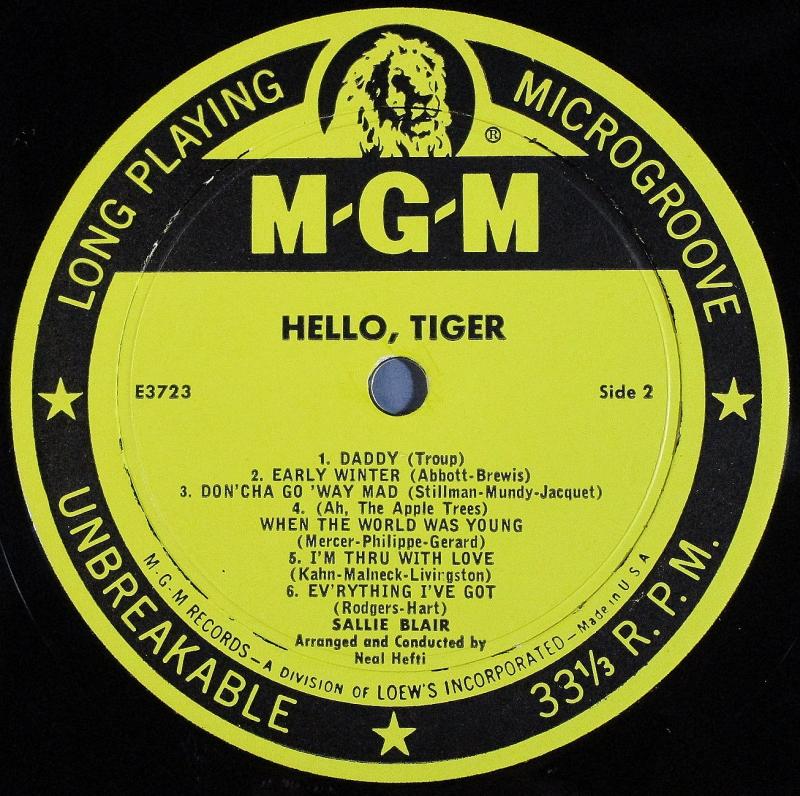 LONG PLAYING MICROGROOVE
®
M-G-M
HELLO, TIGER
E3723 Side 2
1. DADDY (Troup)
2. EARLY WINTER (Abbott-Brewis)
3. DON'CHA GO 'WAY MAD (Stillman-Mundy-Jacquet)
4. (Ah, The Apple Trees)
WHEN THE WORLD WAS YOUNG
(Mercer-Philippe-Gerard)
5. I'M THRU WITH LOVE
(Kahn-Malneck-Livingston)
6. EV'RYTHING I'VE GOT
(Rodgers-Hart)
SALLIE BLAIR
Arranged and Conducted by
Neal Hefti
M-G-M RECORDS — A DIVISION OF LOEW'S INCORPORATED — Made in U S A
UNBREAKABLE 33⅓ R.P.M.